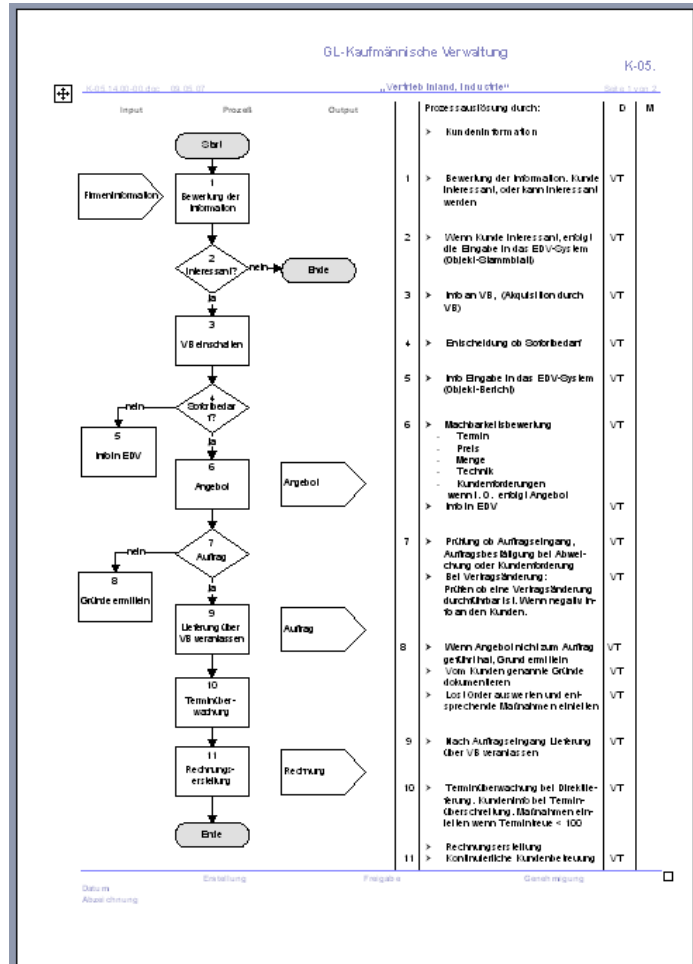 GL-Kaufmännische Verwaltung
K-05.
K-05.14.00-00.doc 09.05.07
„Vertrieb Inland, Industrie“
Seite 1 von 2
Input
Prozeß
Output
Prozessauslösung durch:
D
M
Start
Kundeninformation
Firmeninformation
1
Bewertung der
Information
1
Bewertung der Information. Kunde
interessant, oder kann interessant
werden
VT
2
Interessant?
nein
Ende
ja
2
Wenn Kunde interessant, erfolgt
die Eingabe in das EDV-System
(Objekt-Stammblatt)
VT
3
VB einschalten
3
Info an VB, (Akquisition durch
VB)
VT
4
Sofortbedar
f?
nein
ja
4
Entscheidung ob Sofortbedarf
VT
5
Info in EDV
5
Info Eingabe in das EDV-System
(Objekt-Bericht)
VT
6
Angebot
Angebot
6
Machbarkeitsbewertung
VT
- Termin
- Preis
- Menge
- Technik
- Kundenforderungen
wenn i.O. erfolgt Angebot
Info in EDV
VT
7
Auftrag
nein
ja
7
Prüfung ob Auftragseingang,
Auftragsbestätigung bei Abwei-
chung oder Kundenforderung
VT
Bei Vertragsänderung:
Prüfen ob eine Vertragsänderung
durchführbar ist. Wenn negativ In-
fo an den Kunden.
VT
8
Gründe ermitteln
8
Wenn Angebot nicht zum Auftrag
geführt hat, Grund ermitteln
VT
Vom Kunden genannte Gründe
dokumentieren
VT
Lost Order auswerten und ent-
sprechende Maßnahmen einleiten
VT
9
Lieferung über
VB veranlassen
Auftrag
9
Nach Auftragseingang Lieferung
über VB veranlassen
VT
10
Terminüber-
wachung
10
Terminüberwachung bei Direktlie-
ferung. Kundeninfo bei Termin-
überschreitung. Maßnahmen ein-
leiten wenn Termintreue < 100
VT
11
Rechnungs-
erstellung
Rechnung
Rechnungserstellung
11
Kontinuierliche Kundenbetreuung
VT
Ende
Erstellung
Freigabe
Genehmigung
Datum
Abzeichnung